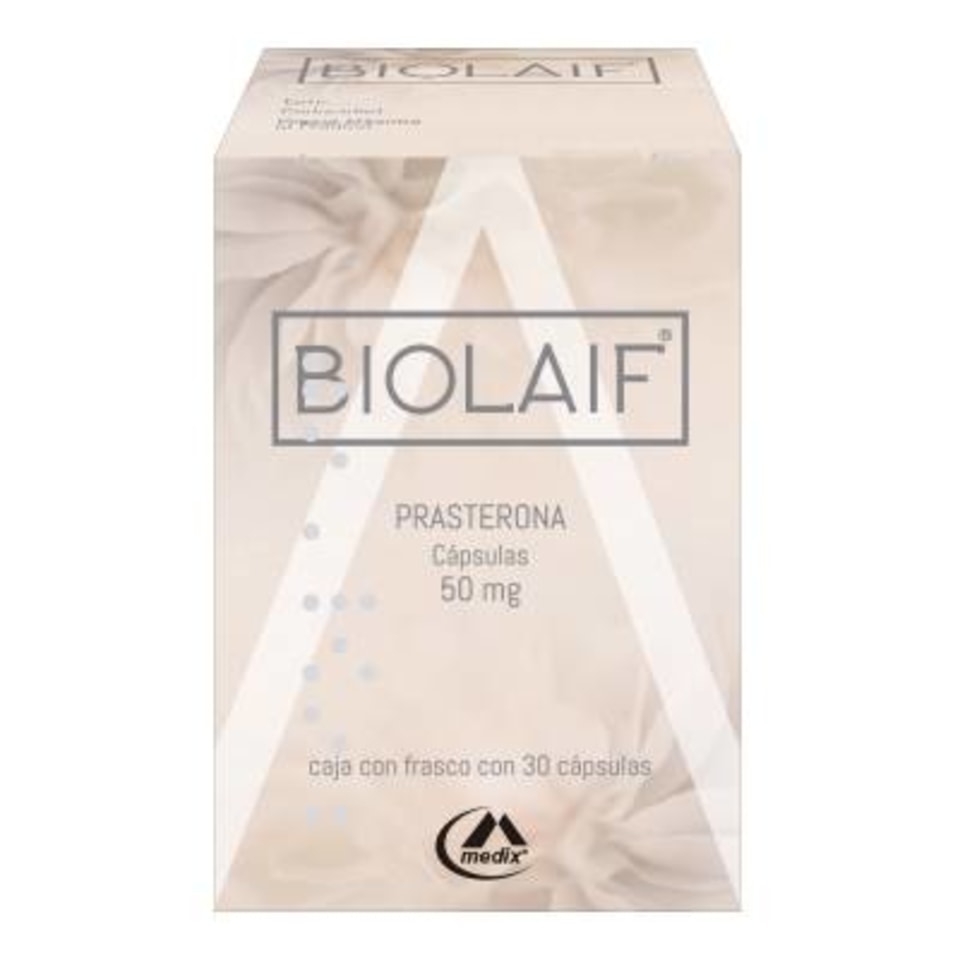 BIOLAIF
BIOLAIF®
PRASTERONA
Cápsulas
50 mg
caja con frasco con 30 cápsulas
medix®